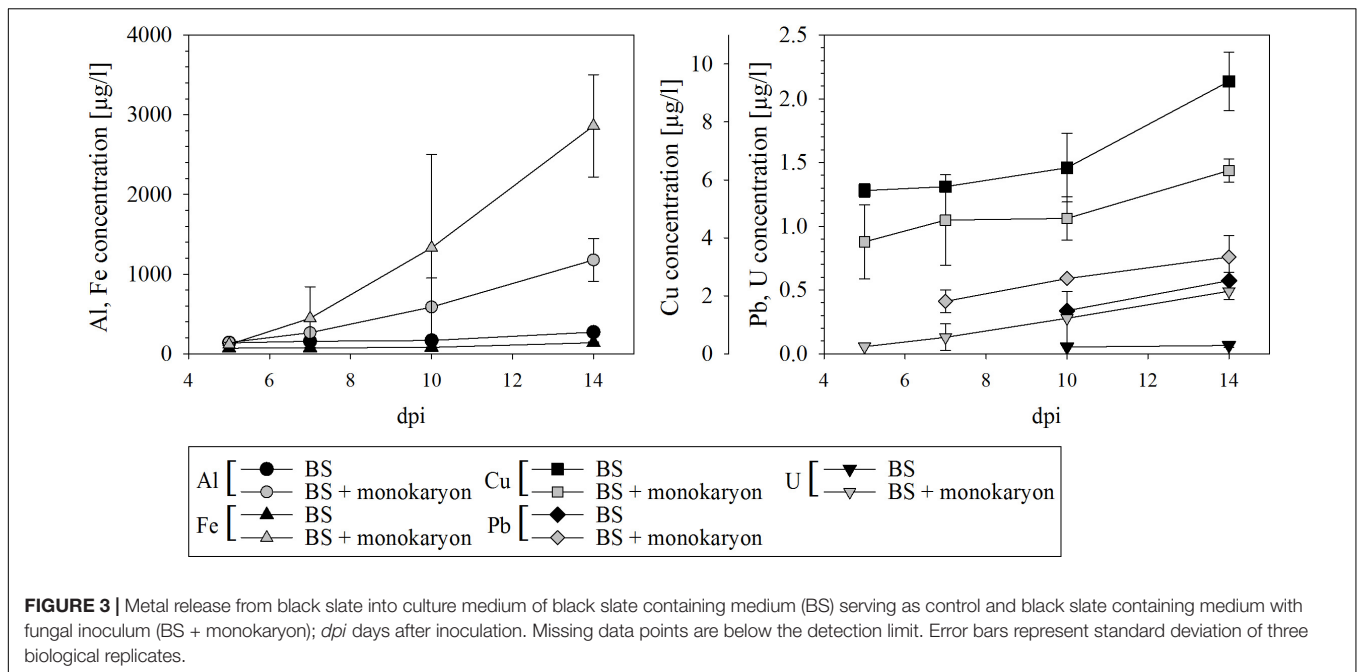 4000
3000
2000
1000
0
Al, Fe concentration [µg/l]
4 6 8 10 12 14
dpi
10
8
6
4
2
0
Cu concentration [µg/l]
2.5
2.0
1.5
1.0
0.5
0.0
Pb, U concentration [µg/l]
4 6 8 10 12 14
dpi
Al [ BS
BS + monokaryon
Fe [ BS
BS + monokaryon
Cu [ BS
BS + monokaryon
Pb [ BS
BS + monokaryon
U [ BS
BS + monokaryon
FIGURE 3 | Metal release from black slate into culture medium of black slate containing medium (BS) serving as control and black slate containing medium with
fungal inoculum (BS + monokaryon); dpi days after inoculation. Missing data points are below the detection limit. Error bars represent standard deviation of three
biological replicates.